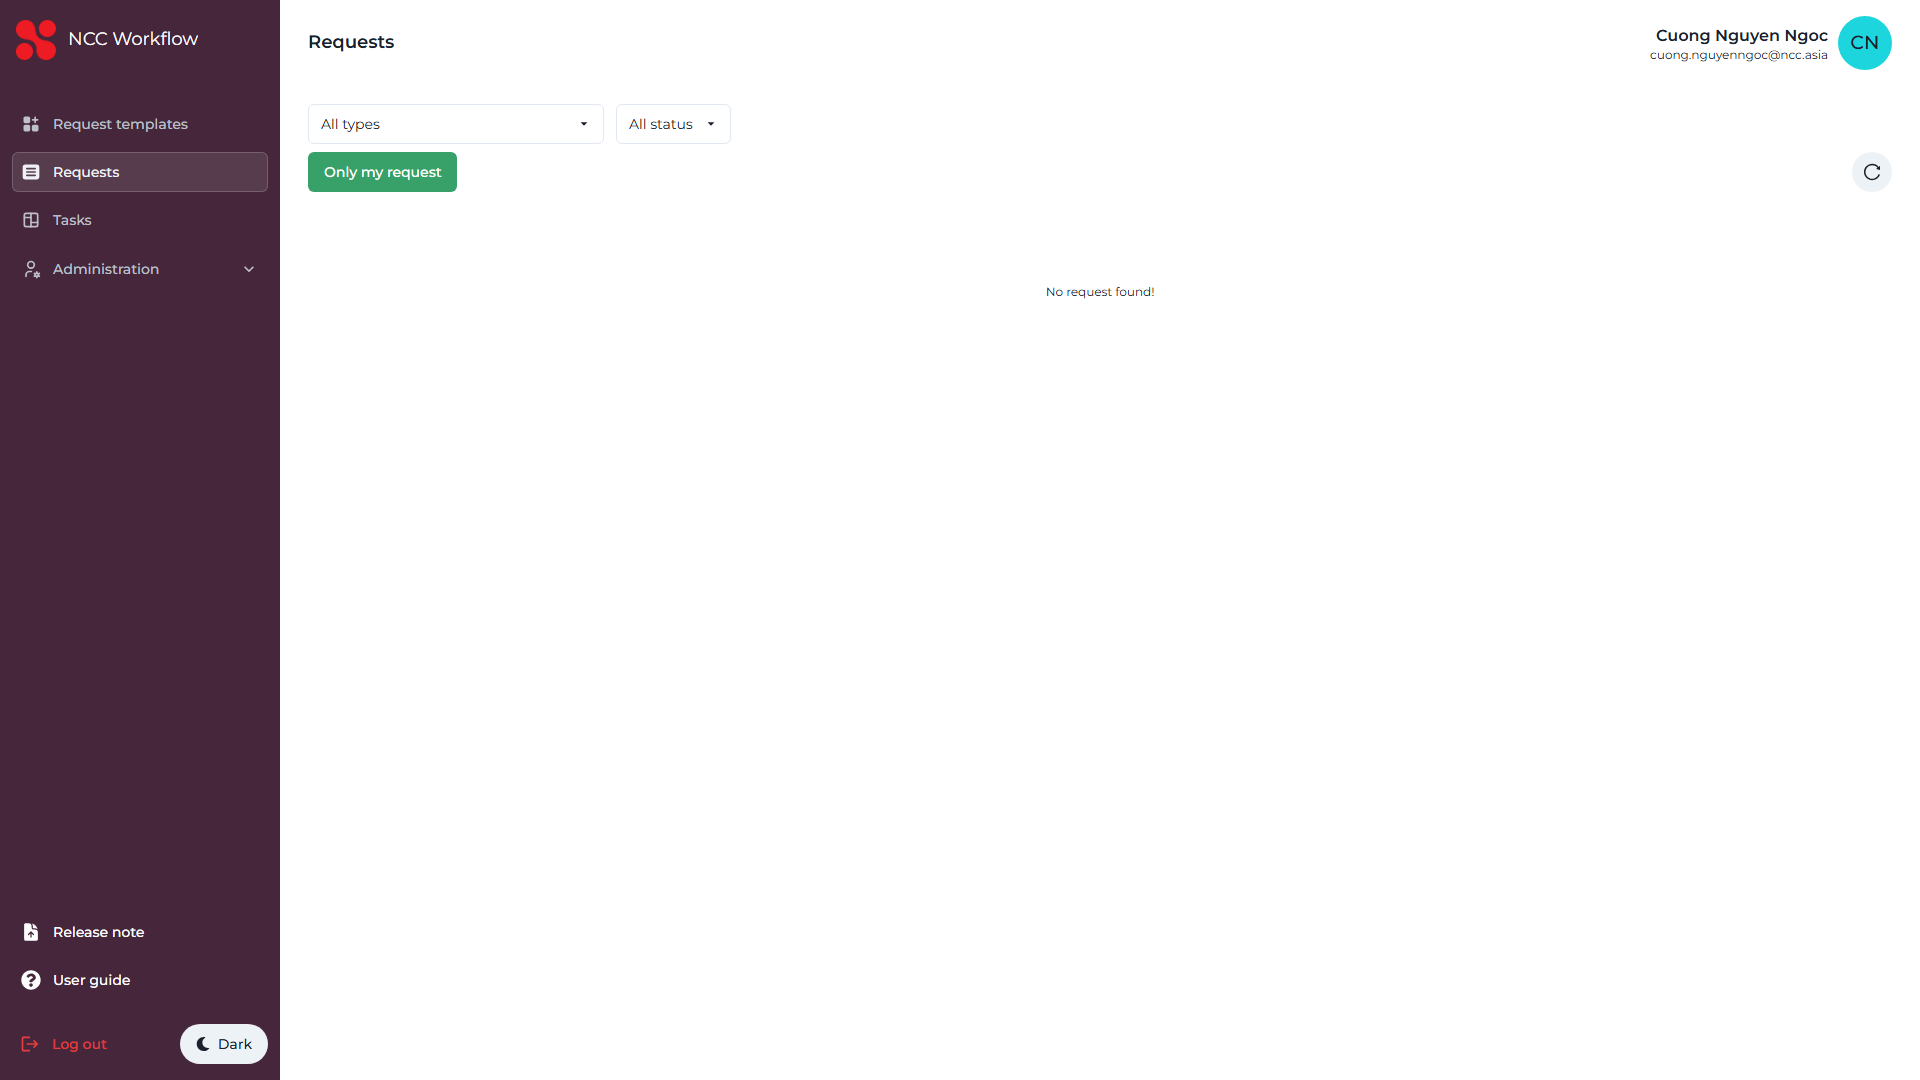 NCC Workflow
Request templates
Requests
Tasks
Administration
Release note
User guide
Log out
Dark
Requests
Cuong Nguyen Ngoc
cuong.nguyenngoc@ncc.asia
CN
All types
All status
Only my request
No request found!